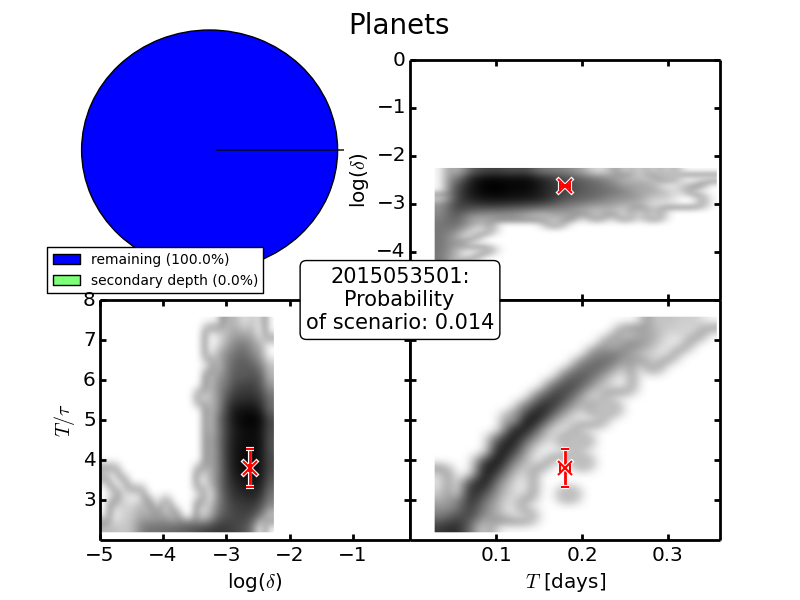 Planets
0
−1
−2
−3
−4
log(δ)
remaining (100.0%)
secondary depth (0.0%)
2015053501:
Probability
of scenario: 0.014
8
7
6
5
4
3
T/τ
−5
−4
−3
−2
−1
log(δ)
0.1
0.2
0.3
T [days]